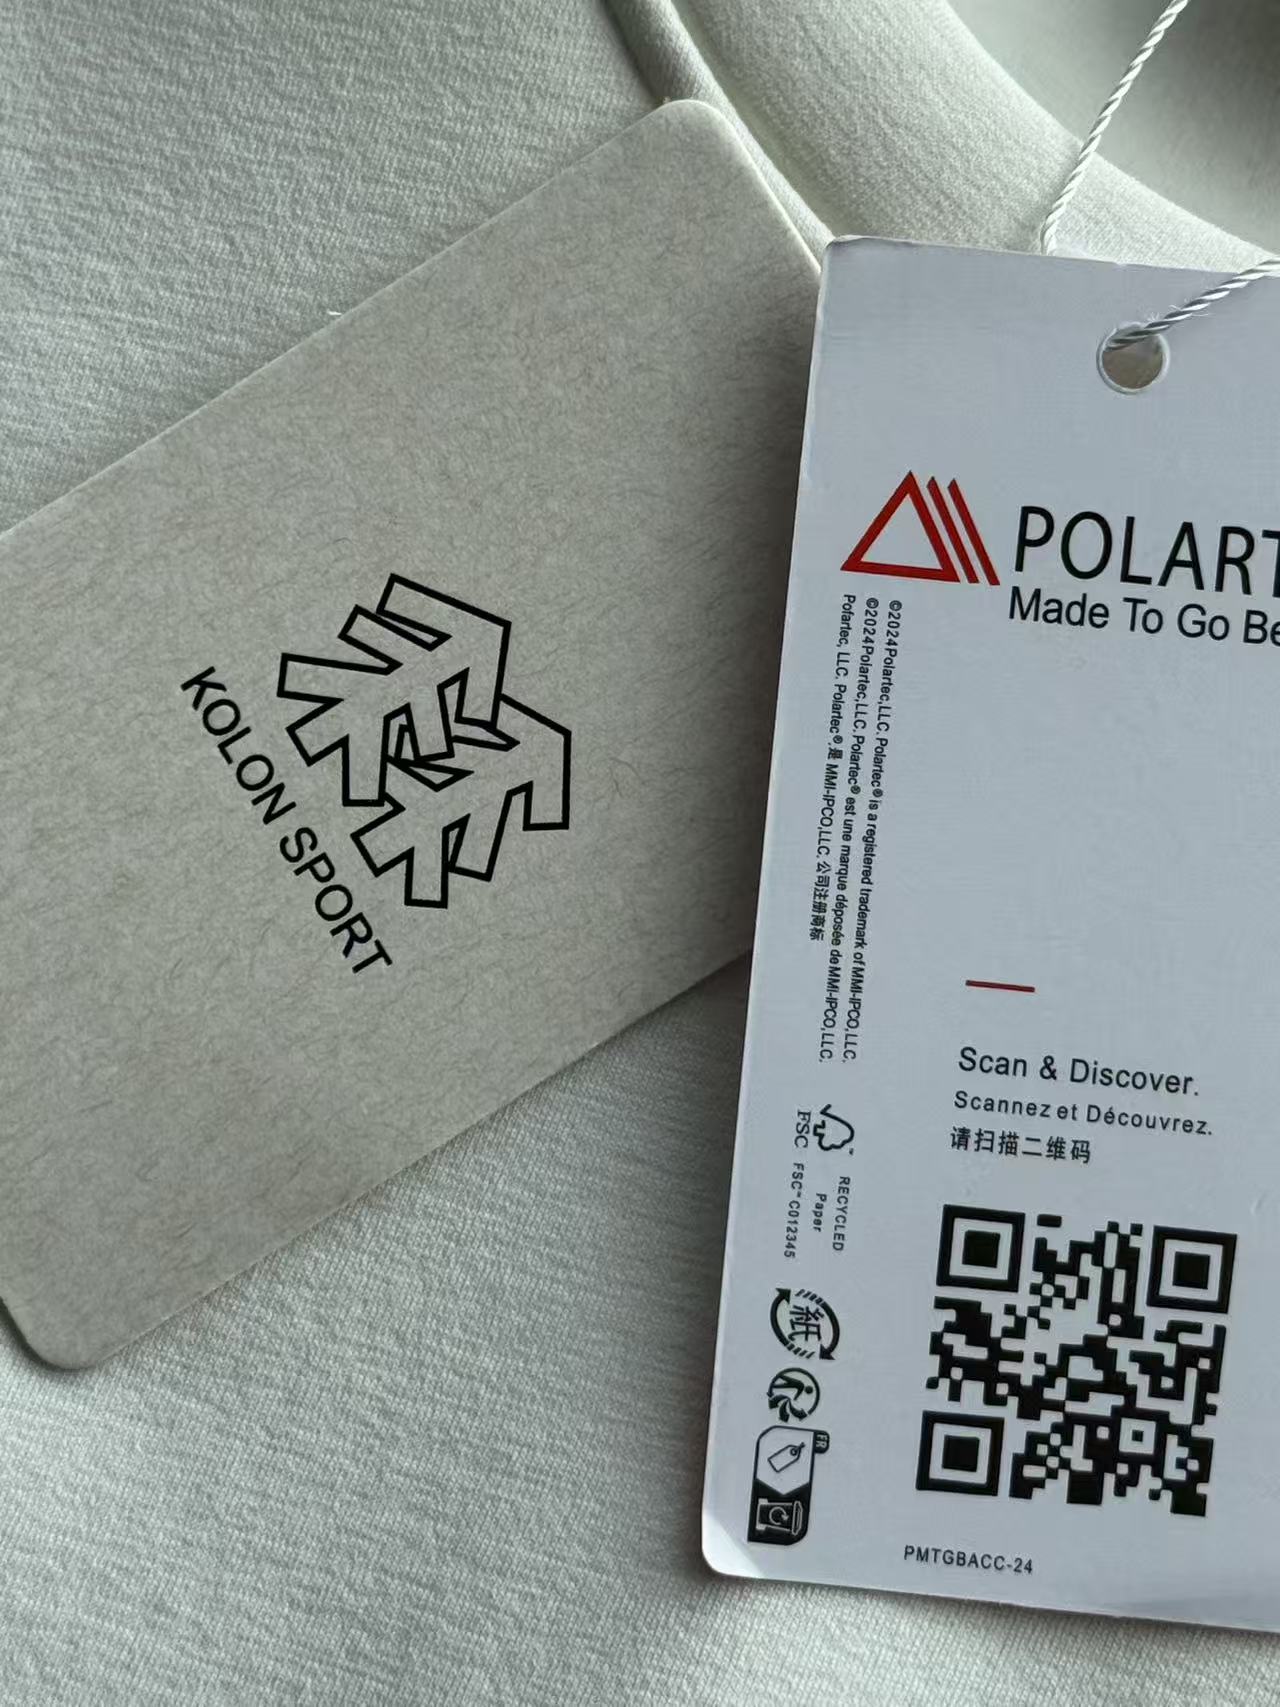 KOLON SPORT
POLART
Made To Go Be
©2024Polartec,LLC. Polartec® is a registered trademark of MMI-IPCO,LLC.
©2024Polartec,LLC. Polartec® est une marque déposée de MMI-IPCO,LLC.
Pofartec, LLC. Polartec®.是 MMI-IPCO,LLC. 公司注册商标
Scan & Discover.
Scannez et Découvrez.
请扫描二维码
FSC
RECYCLED
Paper
FSC™ C012345
紙
FR
PMTGBACC-24